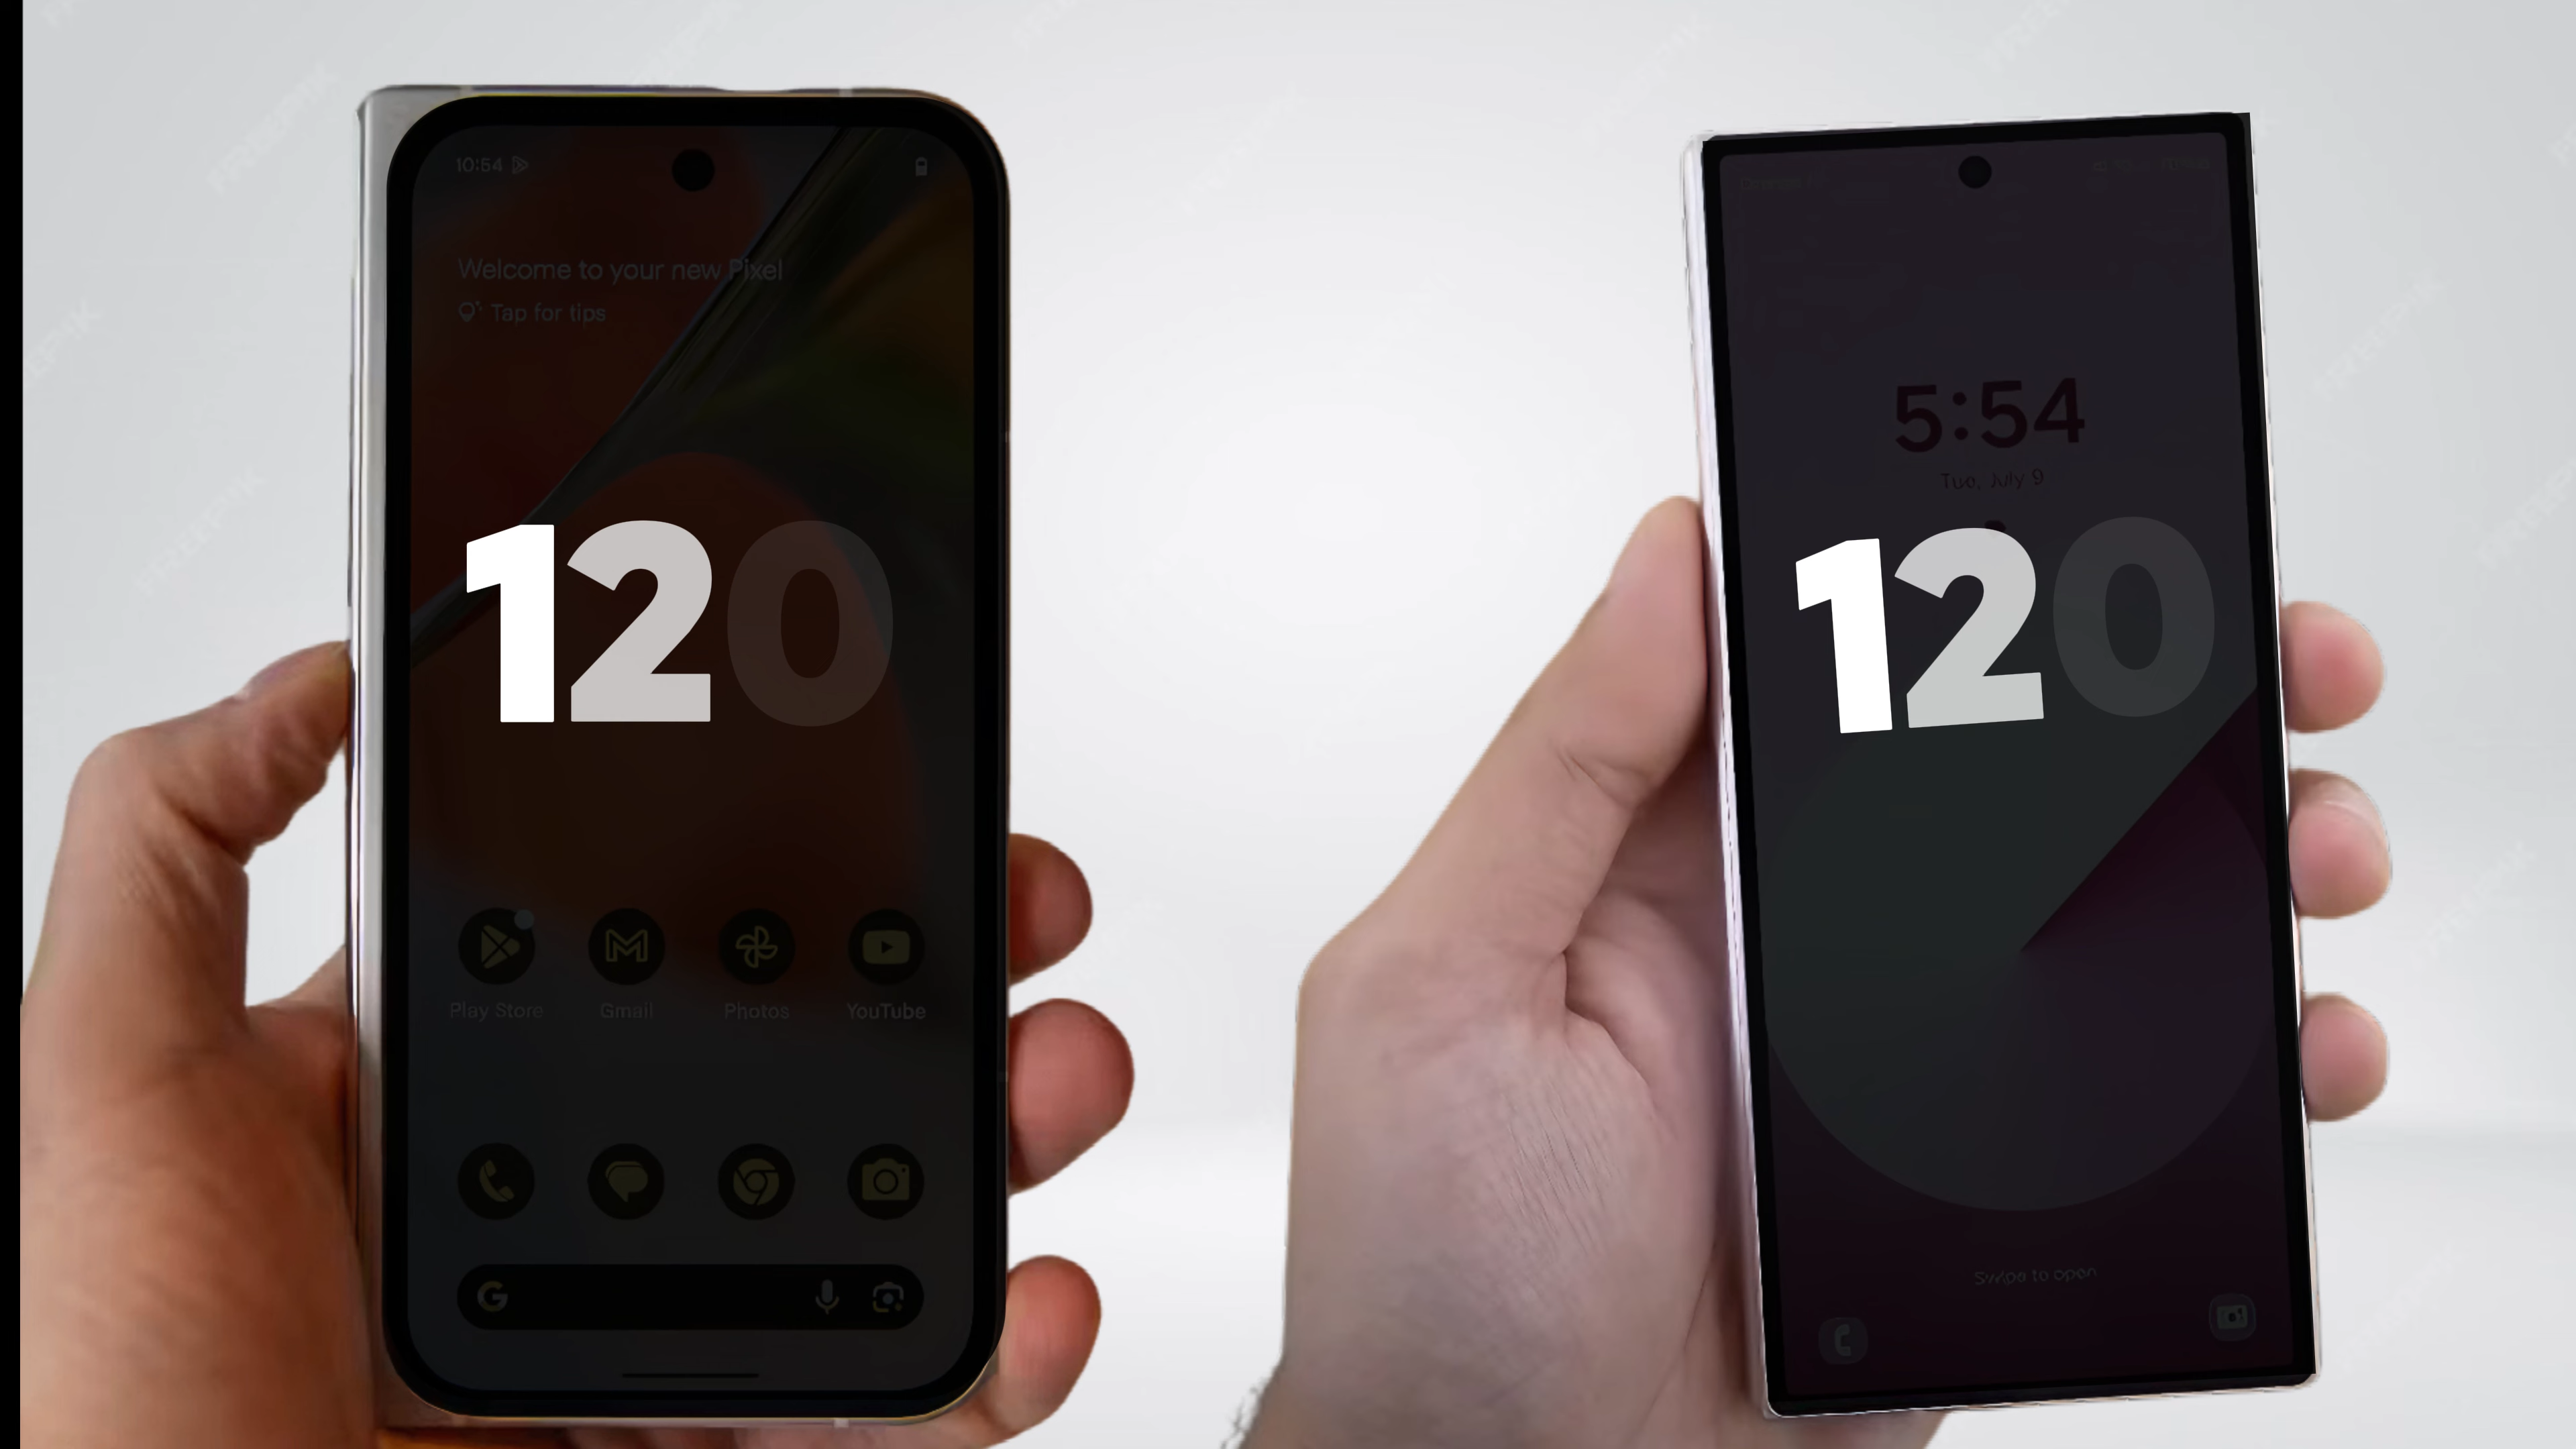 10:54
Welcome to your new Pixel
Tap for tips
120
Play Store Gmail Photos YouTube
G
5:54
Tue, July 9
120
Swipe to open